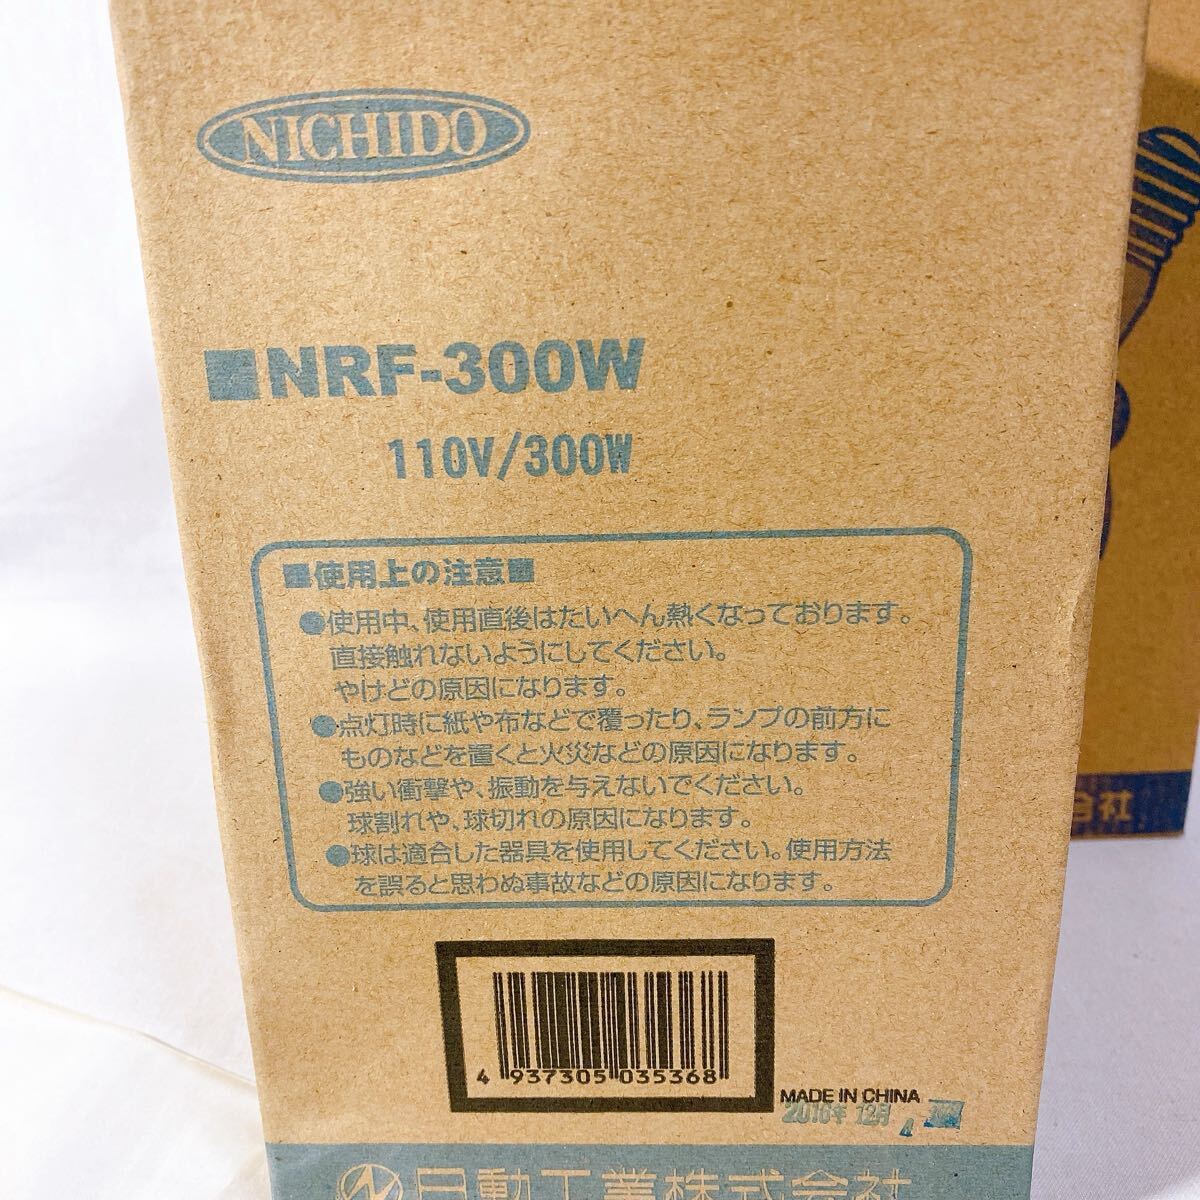 NICHIDO
■NRF-300W
110V/300W
■使用上の注意■
●使用中、使用直後はたいへん熱くなっております。
直接触れないようにしてください。
やけどの原因になります。
●点灯時に紙や布などで覆ったり、ランプの前方に
ものなどを置くと火災などの原因になります。
●強い衝撃や、振動を与えないでください。
球割れや、球切れの原因になります。
●球は適合した器具を使用してください。使用方法
を誤ると思わぬ事故などの原因になります。
4 937305 035368
MADE IN CHINA
2016年 12月 A
日動工業株式会社
会社